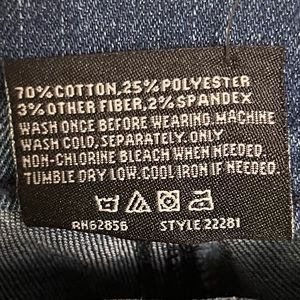 70% COTTON, 25% POLYESTER
3% OTHER FIBER, 2% SPANDEX
WASH ONCE BEFORE WEARING. MACHINE
WASH COLD, SEPARATELY. ONLY
NON-CHLORINE BLEACH WHEN NEEDED.
TUMBLE DRY LOW. COOL IRON IF NEEDED.
RN62856 STYLE 22281